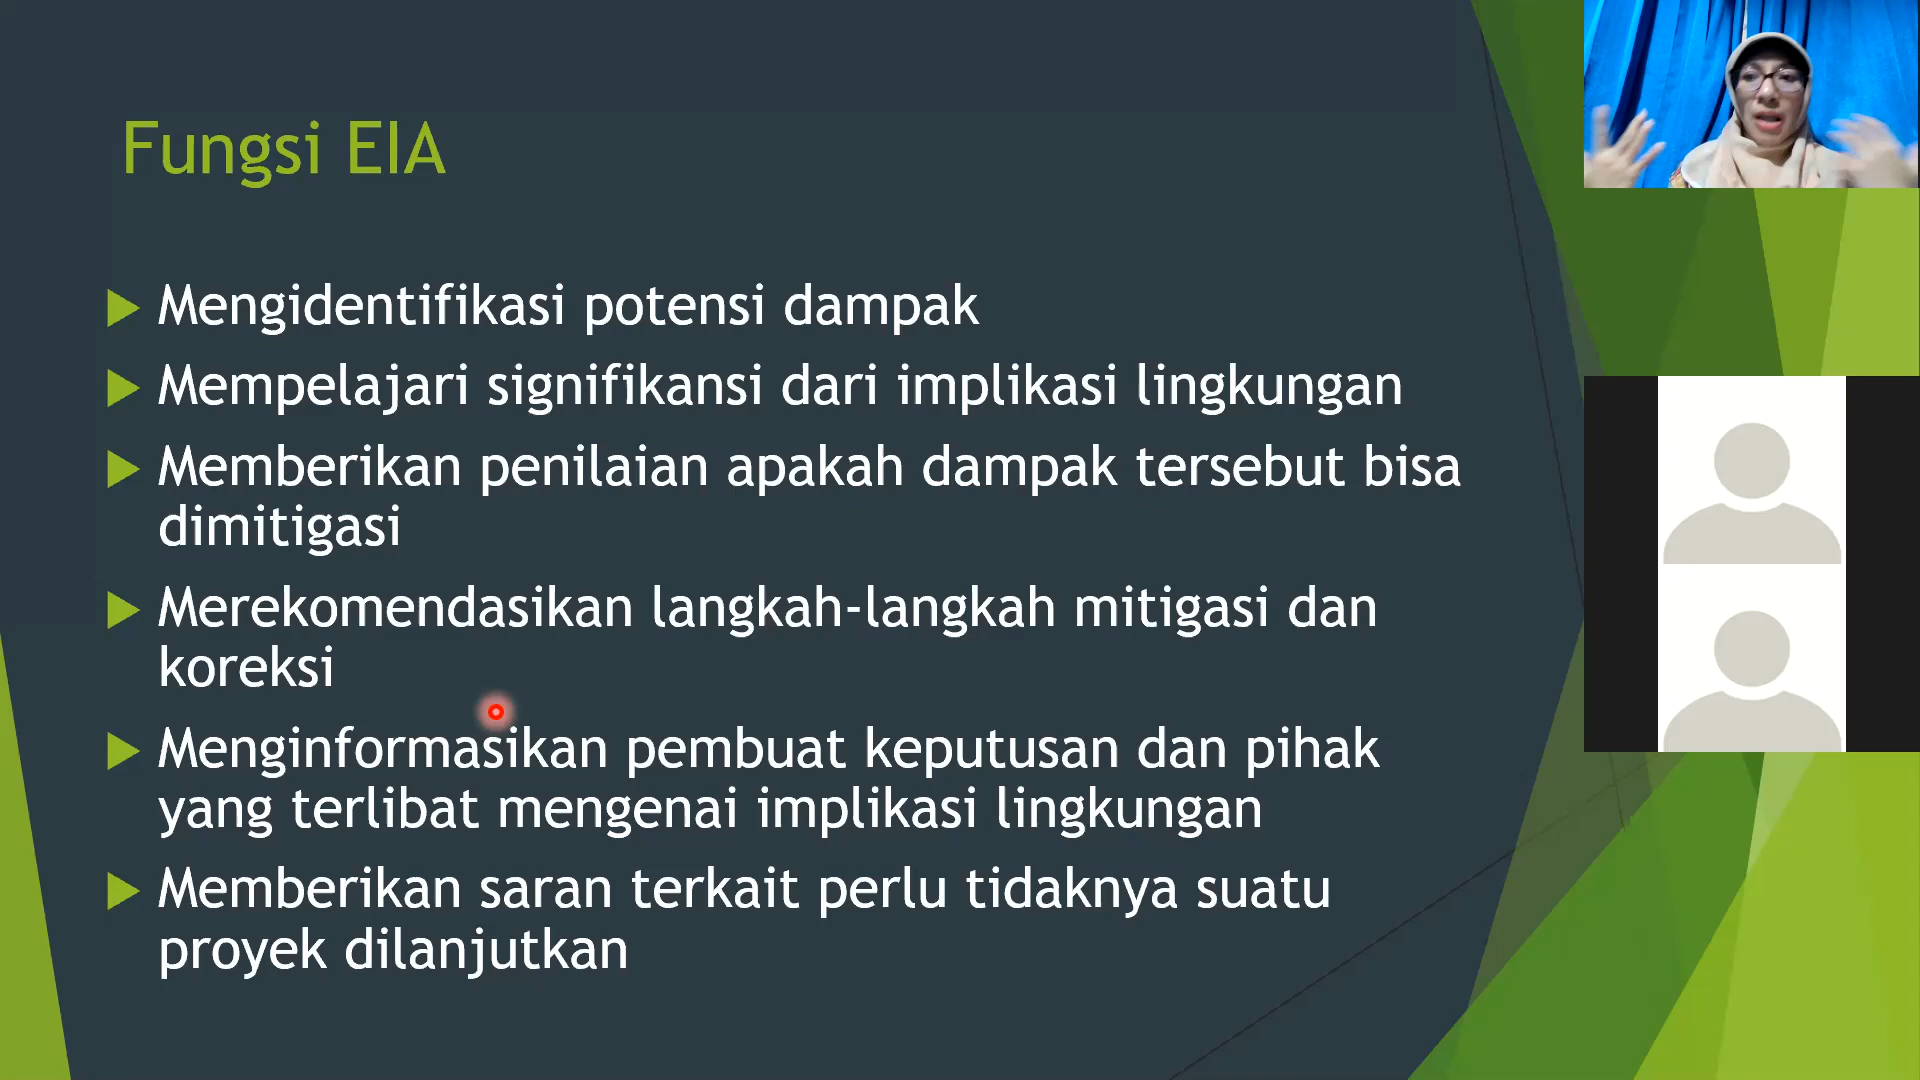 Fungsi EIA
Mengidentifikasi potensi dampak
Mempelajari signifikansi dari implikasi lingkungan
Memberikan penilaian apakah dampak tersebut bisa
dimitigasi
Merekomendasikan langkah-langkah mitigasi dan
koreksi
Menginformasikan pembuat keputusan dan pihak
yang terlibat mengenai implikasi lingkungan
Memberikan saran terkait perlu tidaknya suatu
proyek dilanjutkan